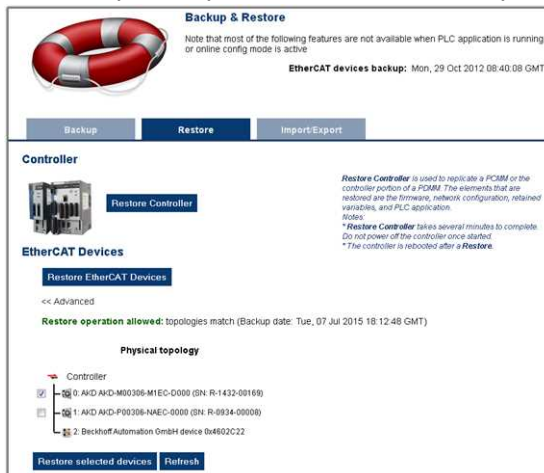 Backup & Restore
Note that most of the following features are not available when PLC application is running
or online config mode is active
EtherCAT devices backup: Mon, 29 Oct 2012 08:40:08 GMT
Backup
Restore
Import/Export
Controller
Restore Controller
Restore Controller is used to replicate a PCMM or the
controller portion of a PDMM. The elements that are
restored are the firmware, network configuration, retained
variables, and PLC application.
Notes:
* Restore Controller takes several minutes to complete.
Do not power off the controller once started.
* The controller is rebooted after a Restore.
EtherCAT Devices
Restore EtherCAT Devices
<< Advanced
Restore operation allowed: topologies match (Backup date: Tue, 07 Jul 2015 18:12:48 GMT)
Physical topology
Controller
0: AKD AKD-M00306-M1EC-D000 (SN: R-1432-00169)
1: AKD AKD-P00306-NAEC-0000 (SN: R-0934-00008)
2: Beckhoff Automation GmbH device 0x4602C22
Restore selected devices
Refresh